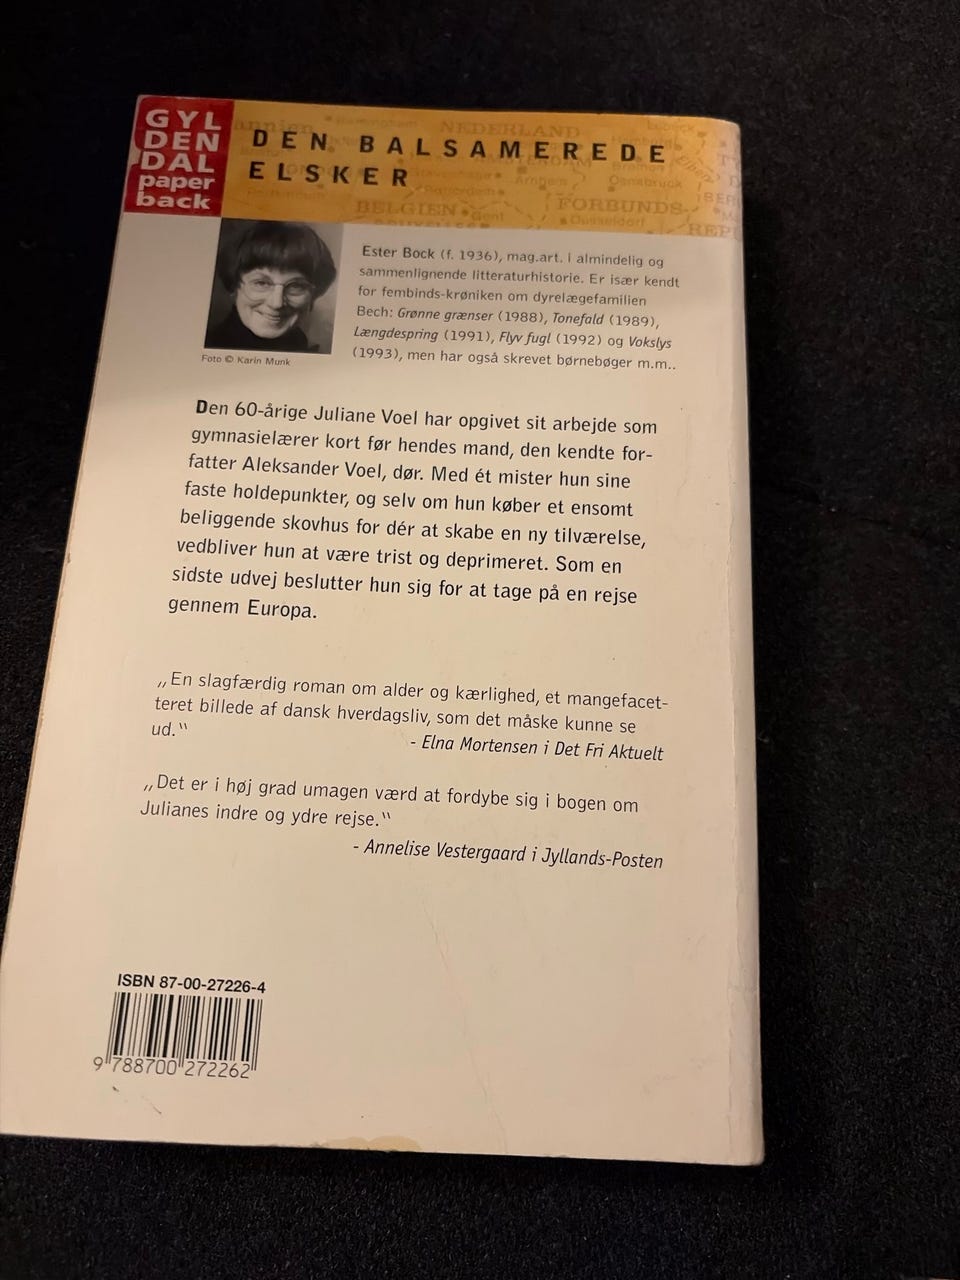 GYL
DEN
DAL
paper
back
DEN BALSAMEREDE
ELSKER
NEDERLAND
Arnhem
Osnabruck
BELGIEN
Gent
FORBUNDS-
Dusseldorf
REP
Ester Bock (f. 1936), mag.art. i almindelig og
sammenlignende litteraturhistorie. Er især kendt
for fembinds-krøniken om dyrelægefamilien
Bech: Grønne grænser (1988), Tonefald (1989),
Længdespring (1991), Flyv fugl (1992) og Vokslys
(1993), men har også skrevet børnebøger m.m..
Foto © Karin Munk
Den 60-årige Juliane Voel har opgivet sit arbejde som
gymnasielærer kort før hendes mand, den kendte for-
fatter Aleksander Voel, dør. Med ét mister hun sine
faste holdepunkter, og selv om hun køber et ensomt
beliggende skovhus for dér at skabe en ny tilværelse,
vedbliver hun at være trist og deprimeret. Som en
sidste udvej beslutter hun sig for at tage på en rejse
gennem Europa.
„En slagfærdig roman om alder og kærlighed, et mangefacet-
teret billede af dansk hverdagsliv, som det måske kunne se
ud.“
- Elna Mortensen i Det Fri Aktuelt
„Det er i høj grad umagen værd at fordybe sig i bogen om
Julianes indre og ydre rejse.“
- Annelise Vestergaard i Jyllands-Posten
ISBN 87-00-27226-4
9 788700 272262